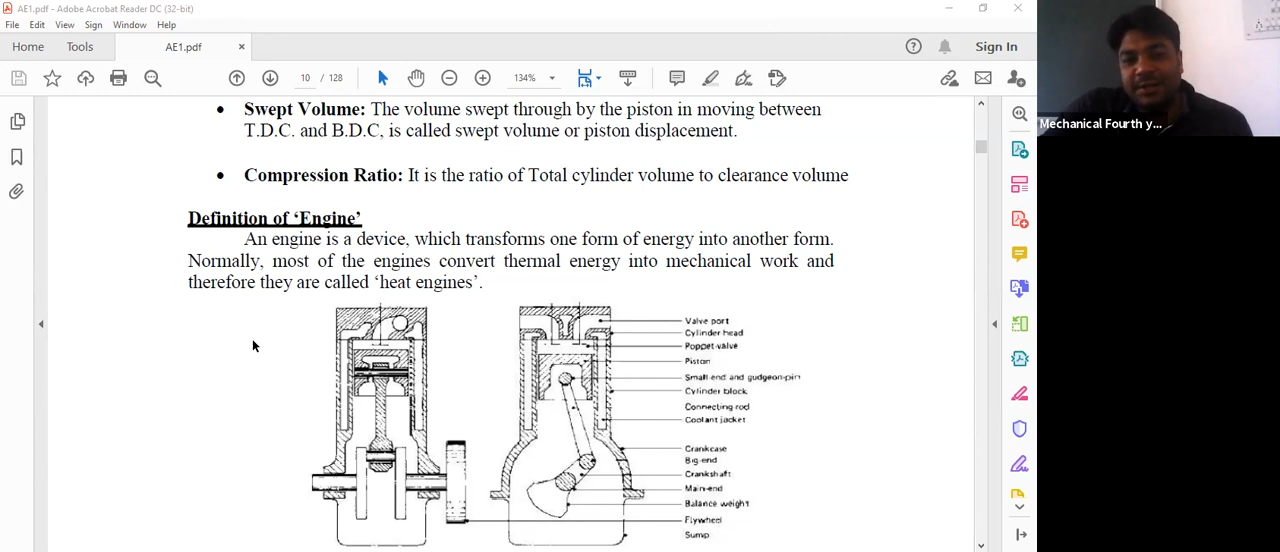 AE1.pdf - Adobe Acrobat Reader DC (32-bit)
File Edit View Sign Window Help
Home Tools AE1.pdf × Sign In
10 / 128 134%
• Swept Volume: The volume swept through by the piston in moving between
T.D.C. and B.D.C, is called swept volume or piston displacement.
• Compression Ratio: It is the ratio of Total cylinder volume to clearance volume
Definition of ‘Engine’
An engine is a device, which transforms one form of energy into another form.
Normally, most of the engines convert thermal energy into mechanical work and
therefore they are called ‘heat engines’.
Valve port
Cylinder head
Poppet valve
Piston
Small-end and gudgeon-pin
Cylinder block
Connecting rod
Coolant jacket
Crankcase
Big-end
Crankshaft
Main-end
Balance weight
Flywheel
Sump
Mechanical Fourth y...